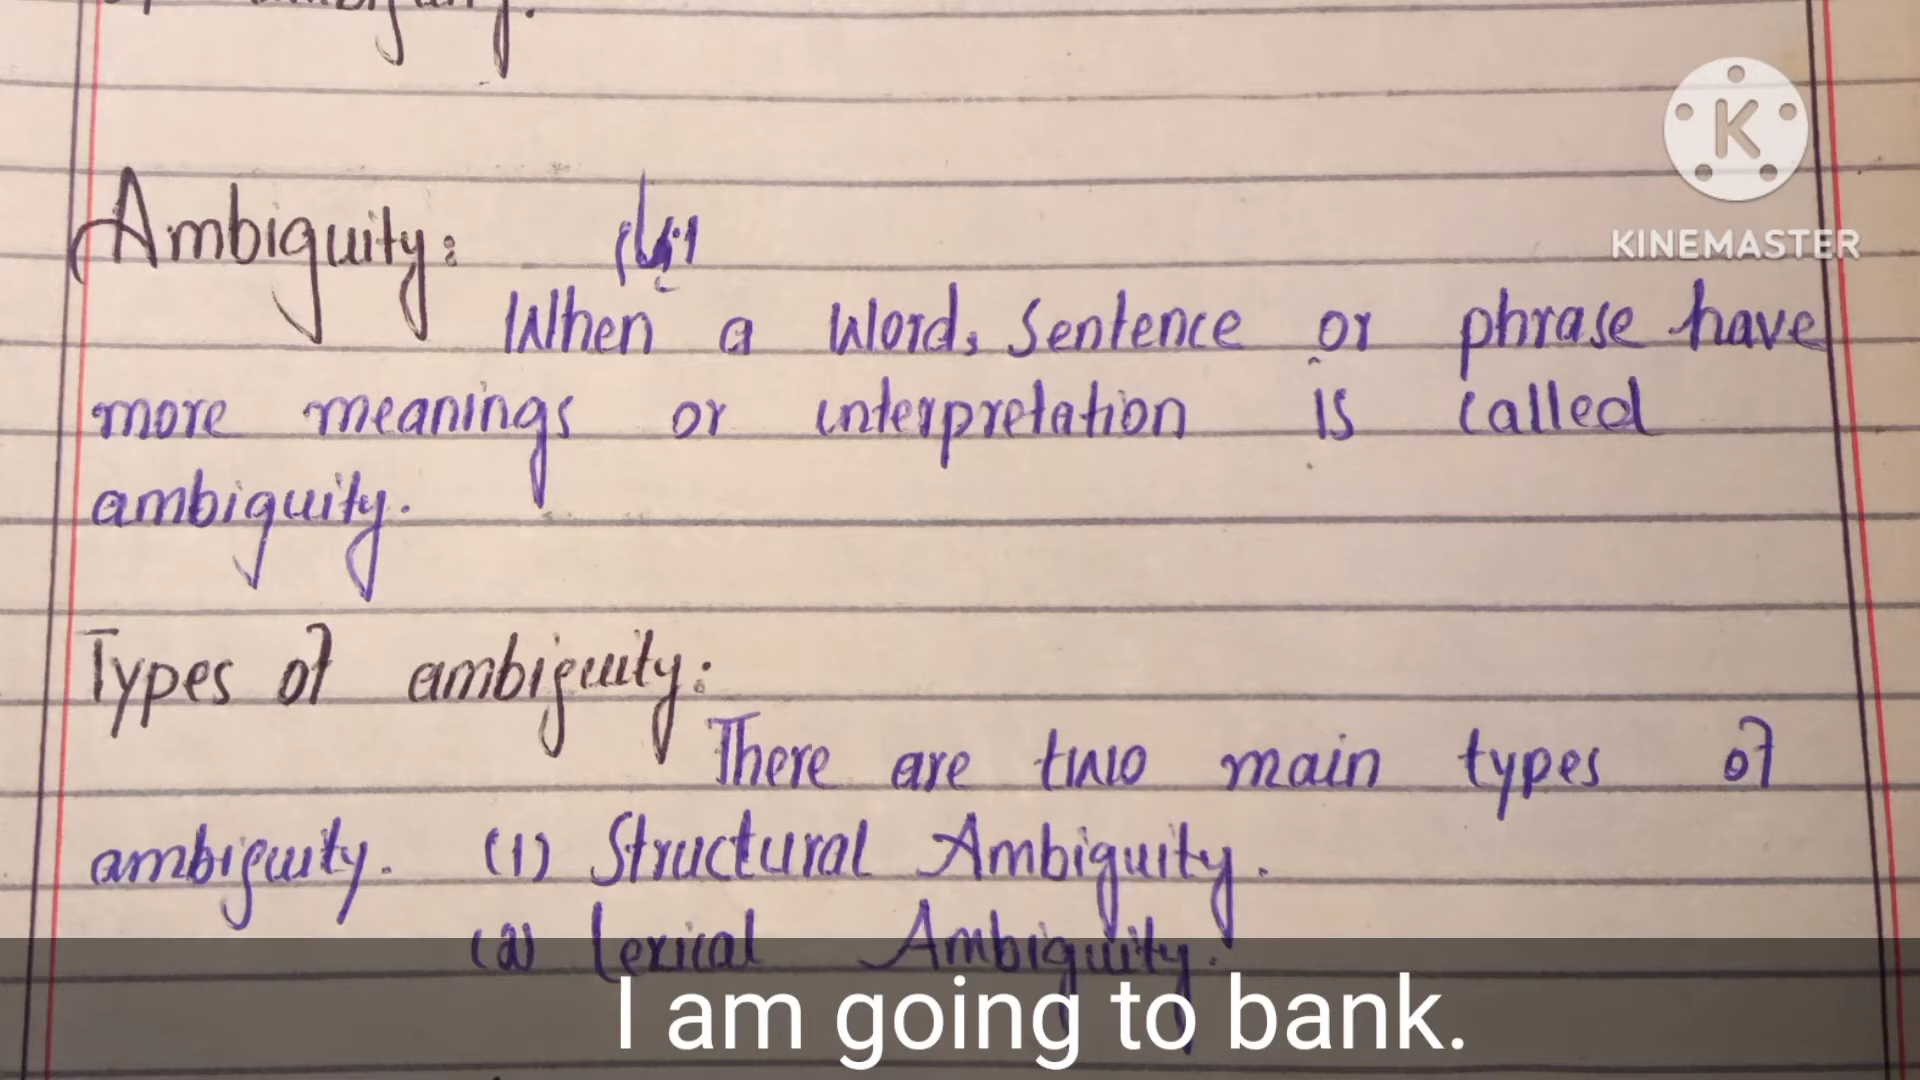 KINEMASTER
Ambiguity:
When a word, Sentence or phrase have
more meanings or interpretation is called
ambiguity.
Types of ambiguity:
There are two main types of
ambiguity. (1) Structural Ambiguity.
(2) Lexical Ambiguity.
I am going to bank.